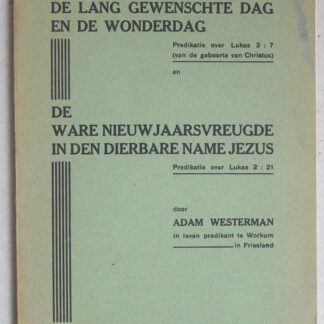 DE LANG GEWENSCHTE DAG
EN DE WONDERDAG
Predikatie over Lukas 2 : 7
(van de geboorte van Christus)
en
DE
WARE NIEUWJAARSVREUGDE
IN DEN DIERBARE NAME JEZUS
Predikatie over Lukas 2 : 21
door
ADAM WESTERMAN
in leven predikant te Workum
in Friesland